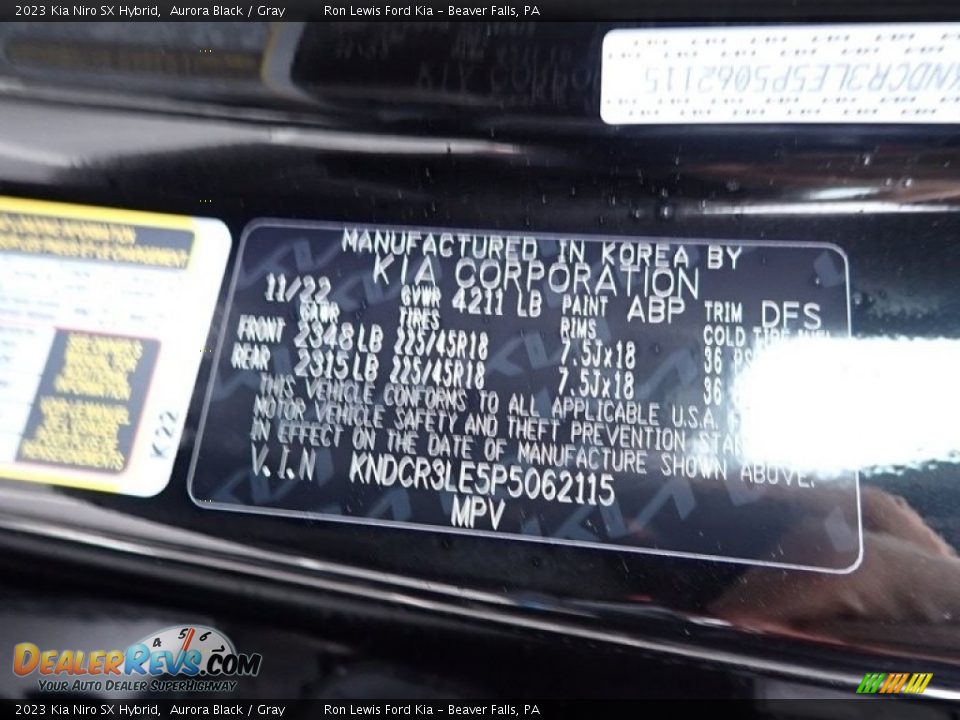 2023 Kia Niro SX Hybrid, Aurora Black / Gray Ron Lewis Ford Kia - Beaver Falls, PA
KNDCR3LE5P5062115
MANUFACTURED IN KOREA BY
KIA CORPORATION
11/22 GVWR 4211 LB PAINT ABP TRIM DFS
GAWR TIRES RIMS COLD TIRE
FRONT 2348 LB 225/45R18 7.5Jx18 36
REAR 2315 LB 225/45R18 7.5Jx18 36
THIS VEHICLE CONFORMS TO ALL APPLICABLE U.S.A.
MOTOR VEHICLE SAFETY AND THEFT PREVENTION
IN EFFECT ON THE DATE OF MANUFACTURE SHOWN ABOVE.
V.I.N KNDCR3LE5P5062115
MPV
K22
DEALERREVS.COM
YOUR AUTO DEALER SUPERHIGHWAY
2023 Kia Niro SX Hybrid, Aurora Black / Gray Ron Lewis Ford Kia - Beaver Falls, PA